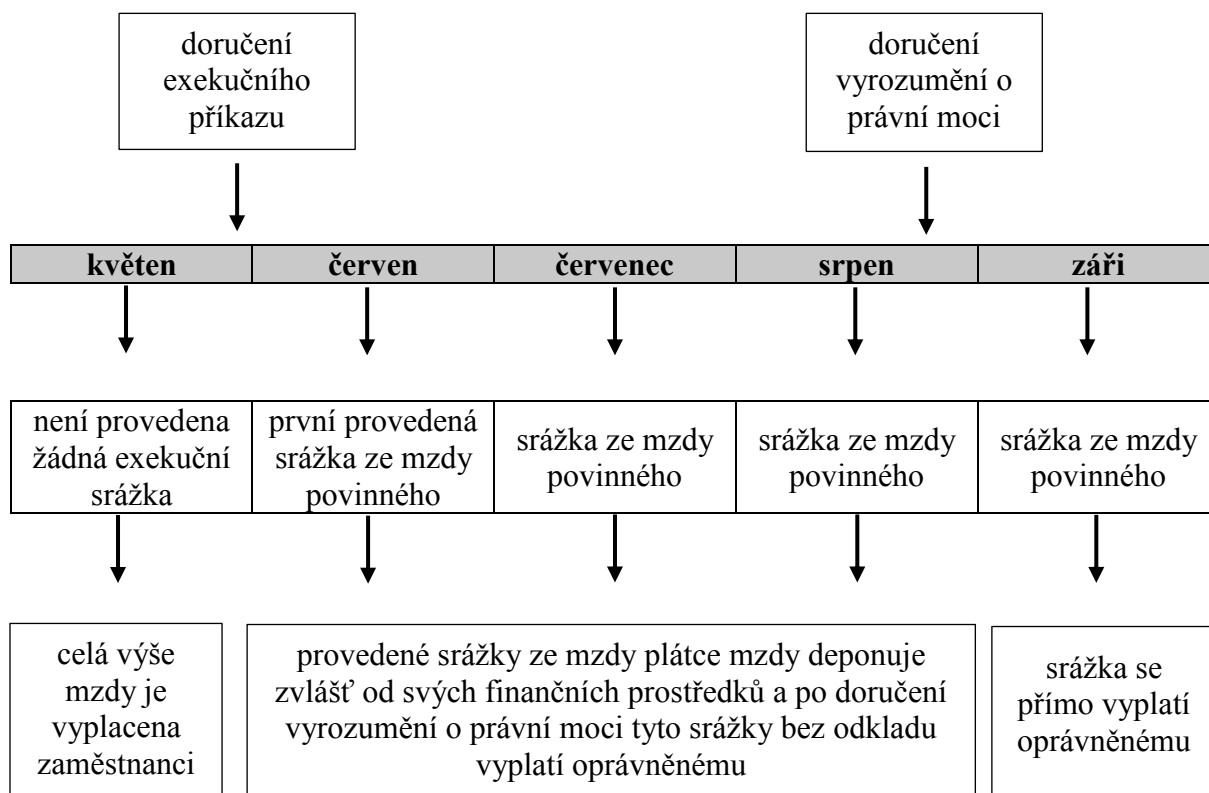 doručení
exekučního
příkazu
doručení
vyrozumění o
právní moci
květen
červen
červenec
srpen
září
není provedena
žádná exekuční
srážka
první provedená
srážka ze mzdy
povinného
srážka ze mzdy
povinného
srážka ze mzdy
povinného
srážka ze mzdy
povinného
celá výše
mzdy je
vyplacena
zaměstnanci
provedené srážky ze mzdy plátce mzdy deponuje
zvlášť od svých finančních prostředků a po doručení
vyrozumění o právní moci tyto srážky bez odkladu
vyplatí oprávněnému
srážka se
přímo vyplatí
oprávněnému